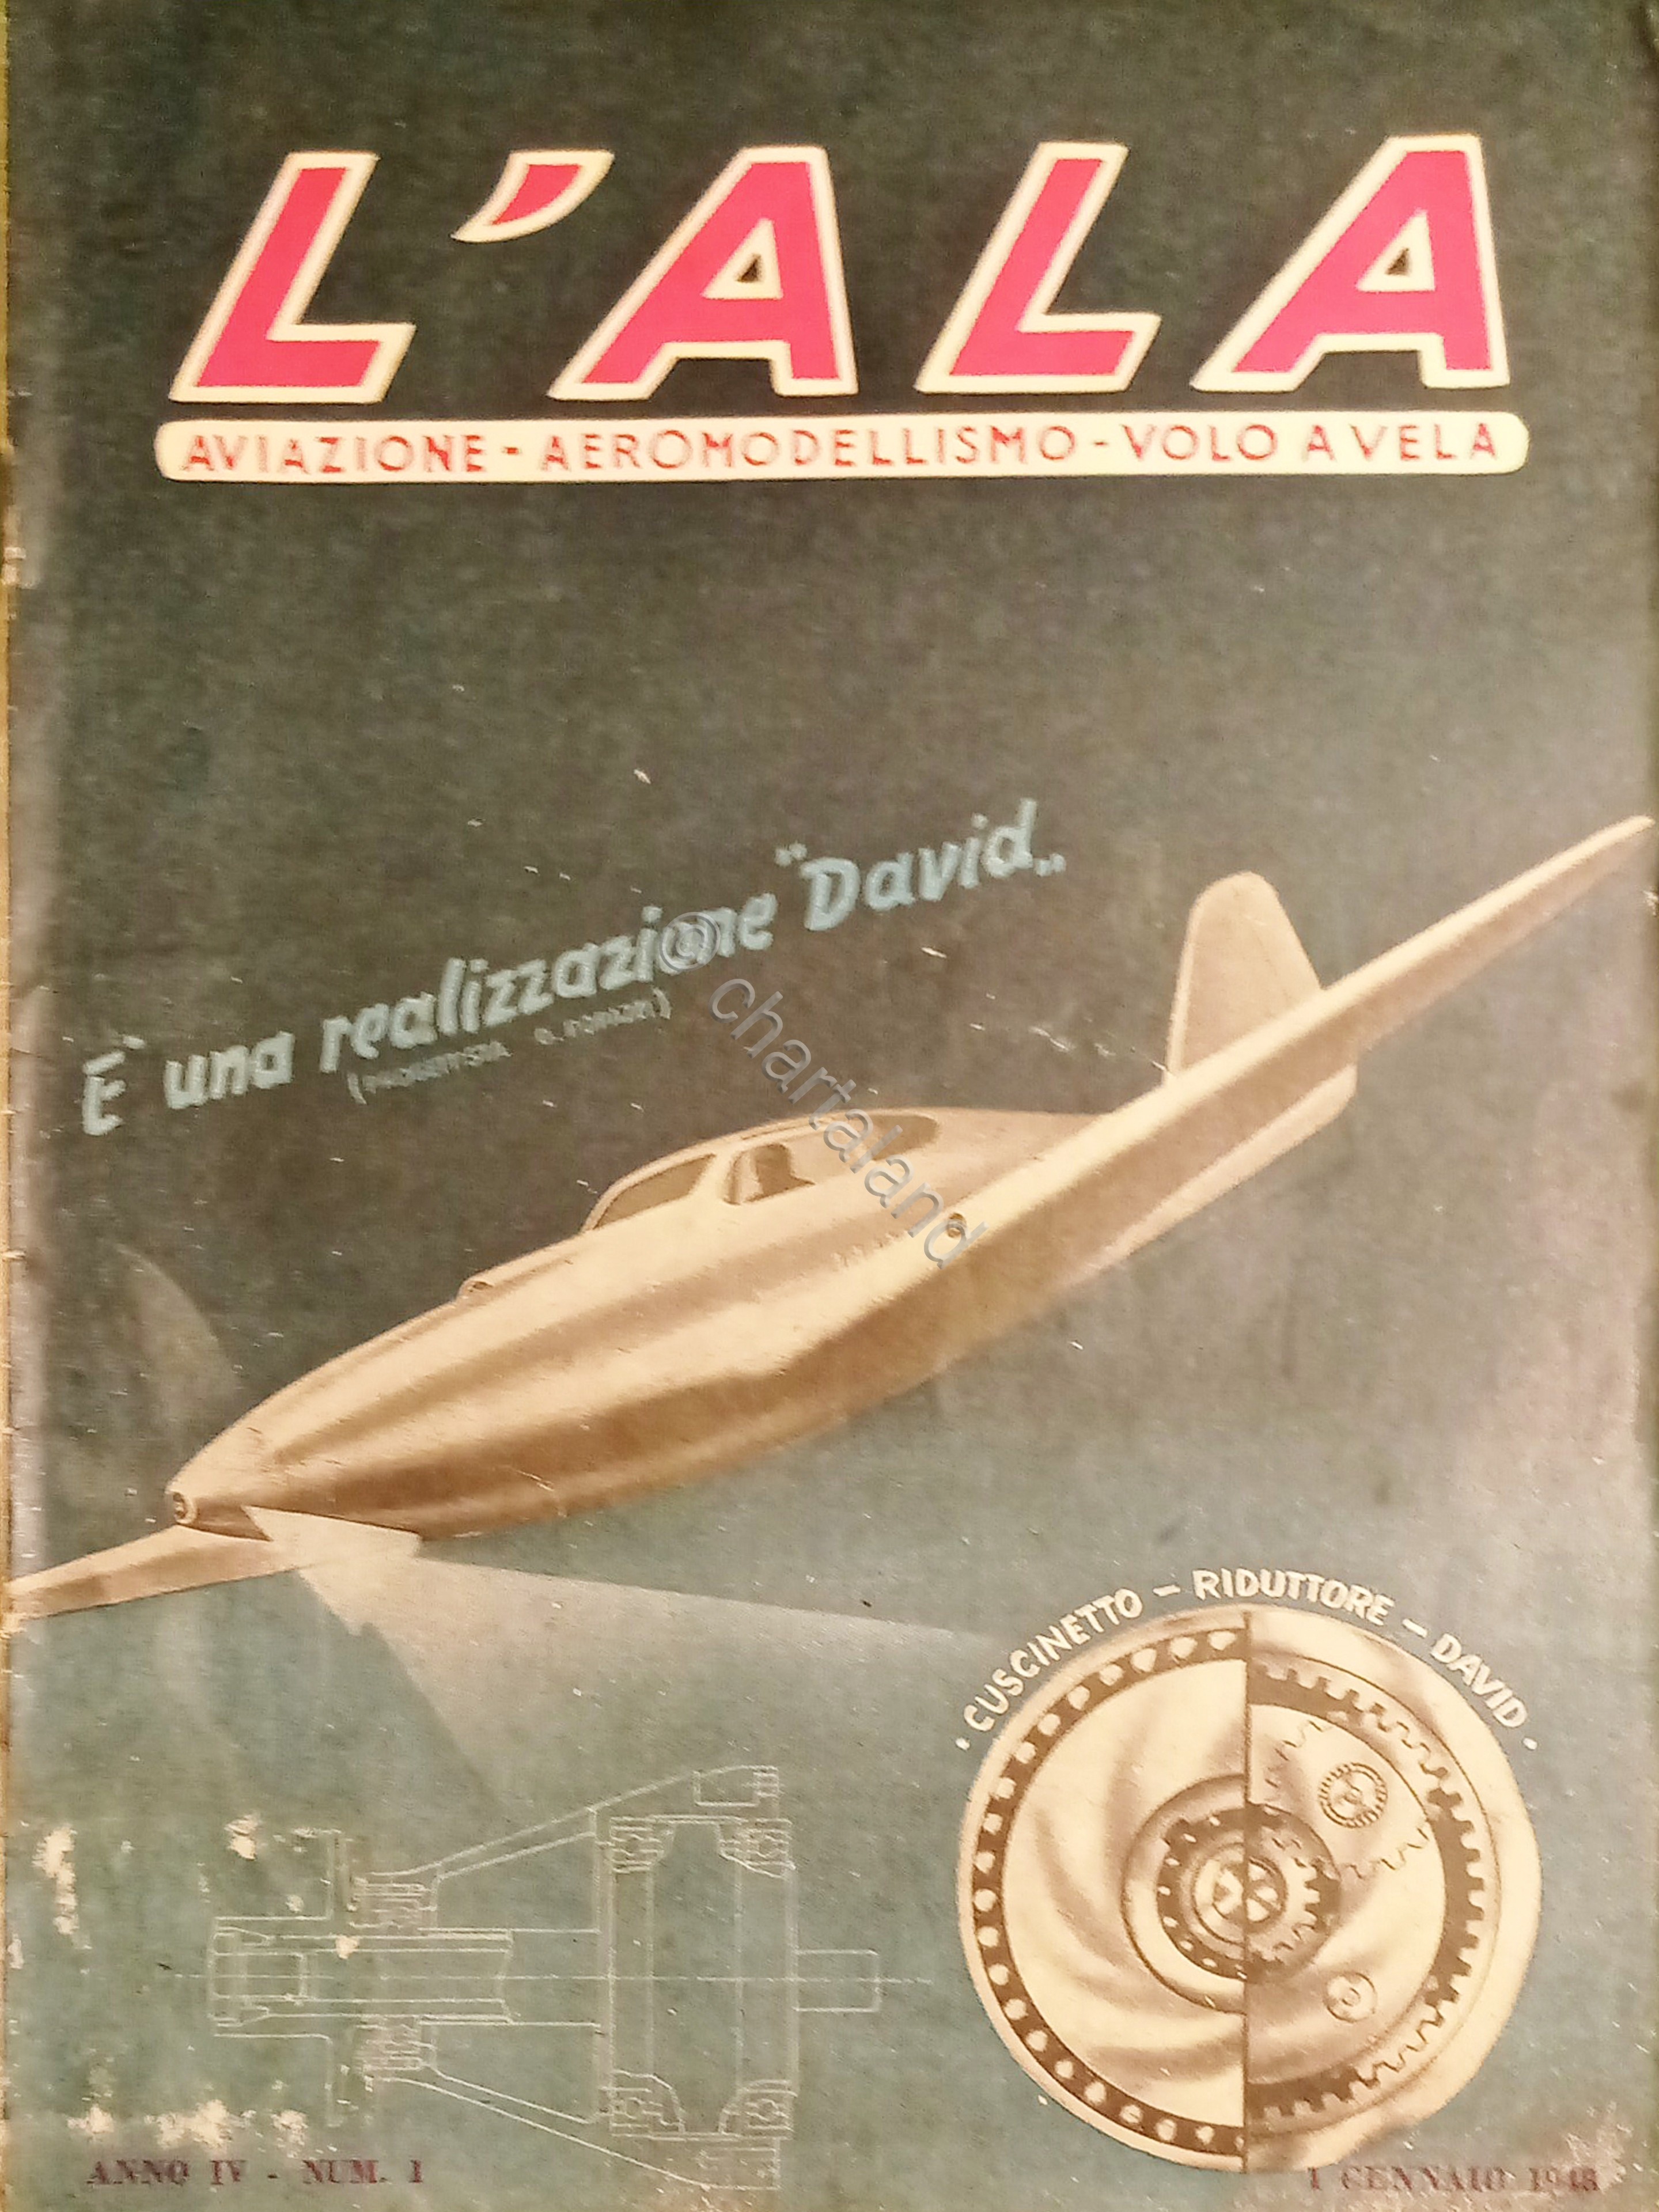 L'ALA
AVIAZIONE - AEROMODELLISMO - VOLO A VELA
E' una realizzazione "David„
(PROGETTISTA
© chartaland
CUSCINETTO - RIDUTTORE - DAVID
ANNO IV - NUM. 1
1 GENNAIO 1948